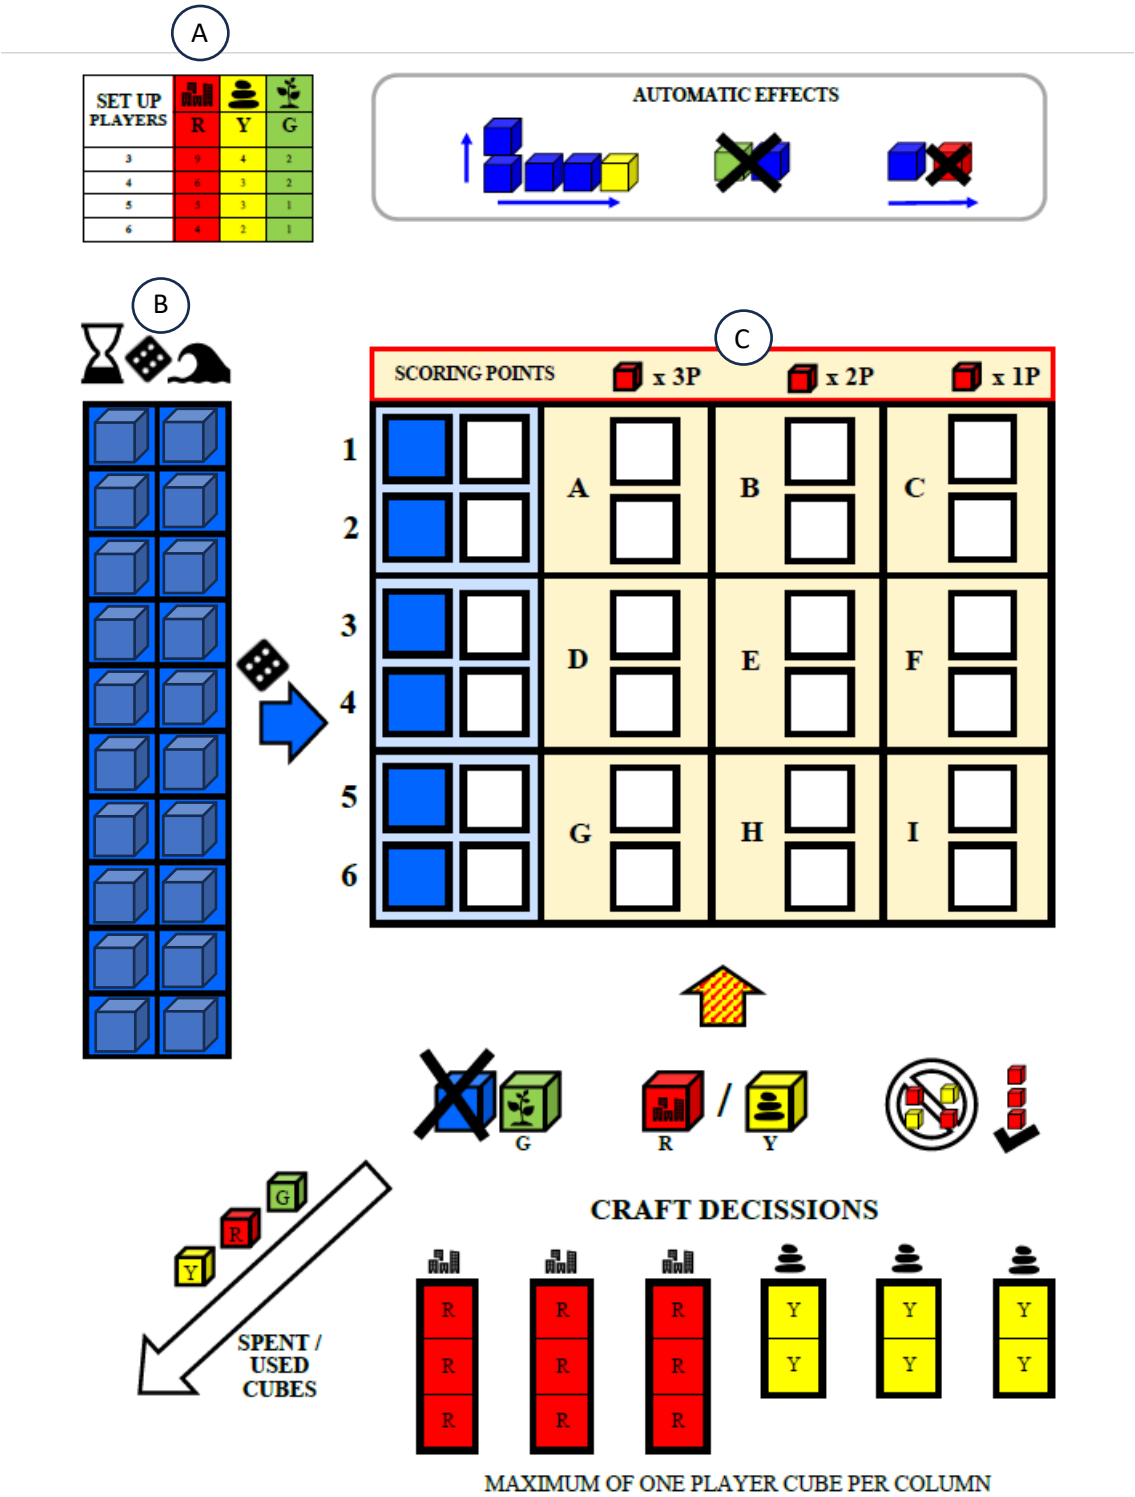 A
SET UP
PLAYERS
R Y G
3 9 4 2
4 6 3 2
5 5 3 1
6 4 2 1
AUTOMATIC EFFECTS
B
C
SCORING POINTS x 3P x 2P x 1P
1
2
A B C
3
4
D E F
5
6
G H I
G R / Y
G
R
Y
SPENT /
USED
CUBES
CRAFT DECISSIONS
R R R Y Y Y
R R R Y Y Y
R R R
MAXIMUM OF ONE PLAYER CUBE PER COLUMN